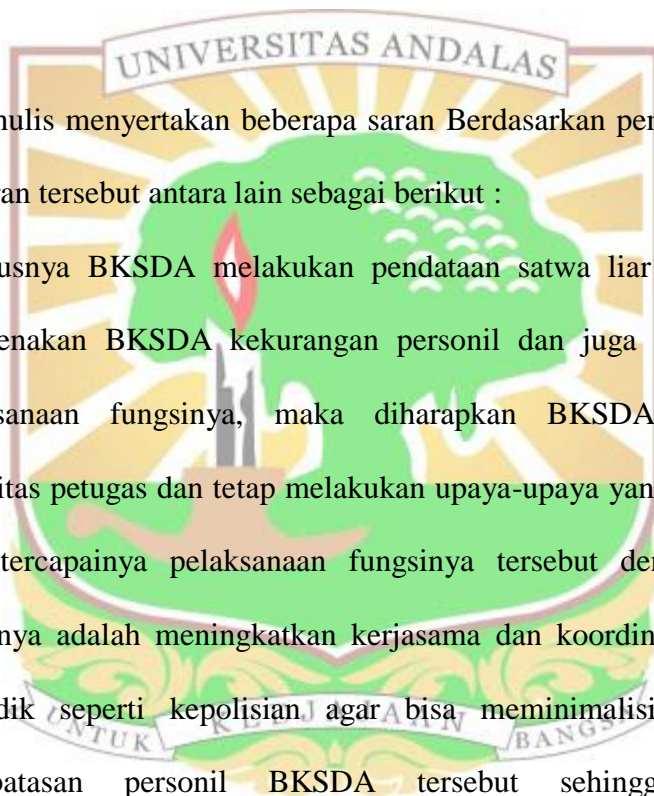 UNIVERSITAS ANDALAS
nulis menyertakan beberapa saran Berdasarkan
an tersebut antara lain sebagai berikut :
usnya BKSDA melakukan pendataan satwa liar
enakan BKSDA kekurangan personil dan juga
sanaan fungsinya, maka diharapkan BKSDA
itas petugas dan tetap melakukan upaya-upaya yan
tercapainya pelaksanaan fungsinya tersebut
nya adalah meningkatkan kerjasama dan koordin
dik seperti kepolisian agar bisa meminimalisi
UNTUK KEDJAJAAN BANGSA
batasan personil BKSDA tersebut sehingg